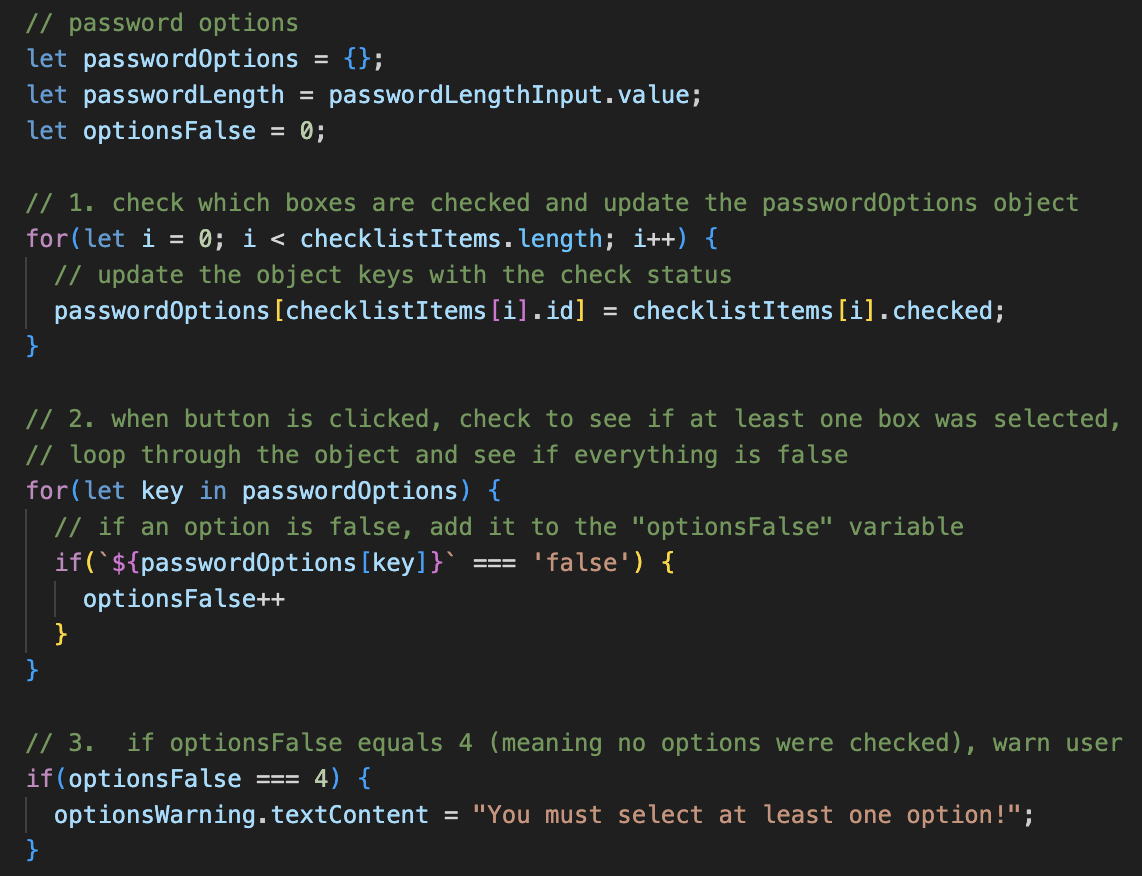 // password options
let passwordOptions = {};
let passwordLength = passwordLengthInput.value;
let optionsFalse = 0;

// 1. check which boxes are checked and update the passwordOptions object
for(let i = 0; i < checklistItems.length; i++) {
  // update the object keys with the check status
  passwordOptions[checklistItems[i].id] = checklistItems[i].checked;
}

// 2. when button is clicked, check to see if at least one box was selected,
// loop through the object and see if everything is false
for(let key in passwordOptions) {
  // if an option is false, add it to the "optionsFalse" variable
  if(`${passwordOptions[key]}` === 'false') {
    optionsFalse++
  }
}

// 3.  if optionsFalse equals 4 (meaning no options were checked), warn user
if(optionsFalse === 4) {
  optionsWarning.textContent = "You must select at least one option!";
}